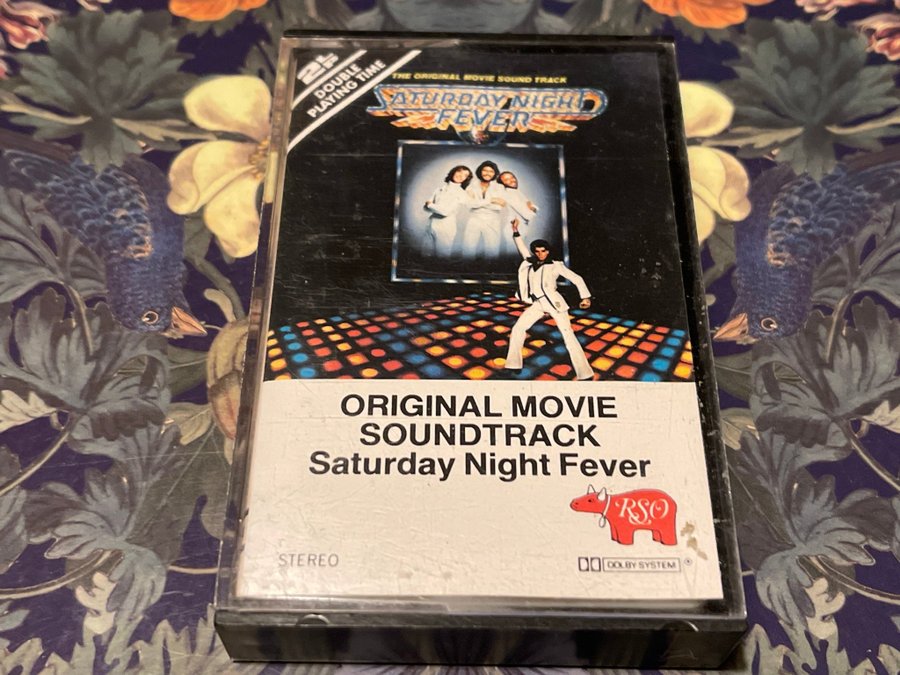 2LP
DOUBLE
PLAYING TIME
THE ORIGINAL MOVIE SOUND TRACK
SATURDAY NIGHT
FEVER
ORIGINAL MOVIE
SOUNDTRACK
Saturday Night Fever
RSO
STEREO
DOLBY SYSTEM ®